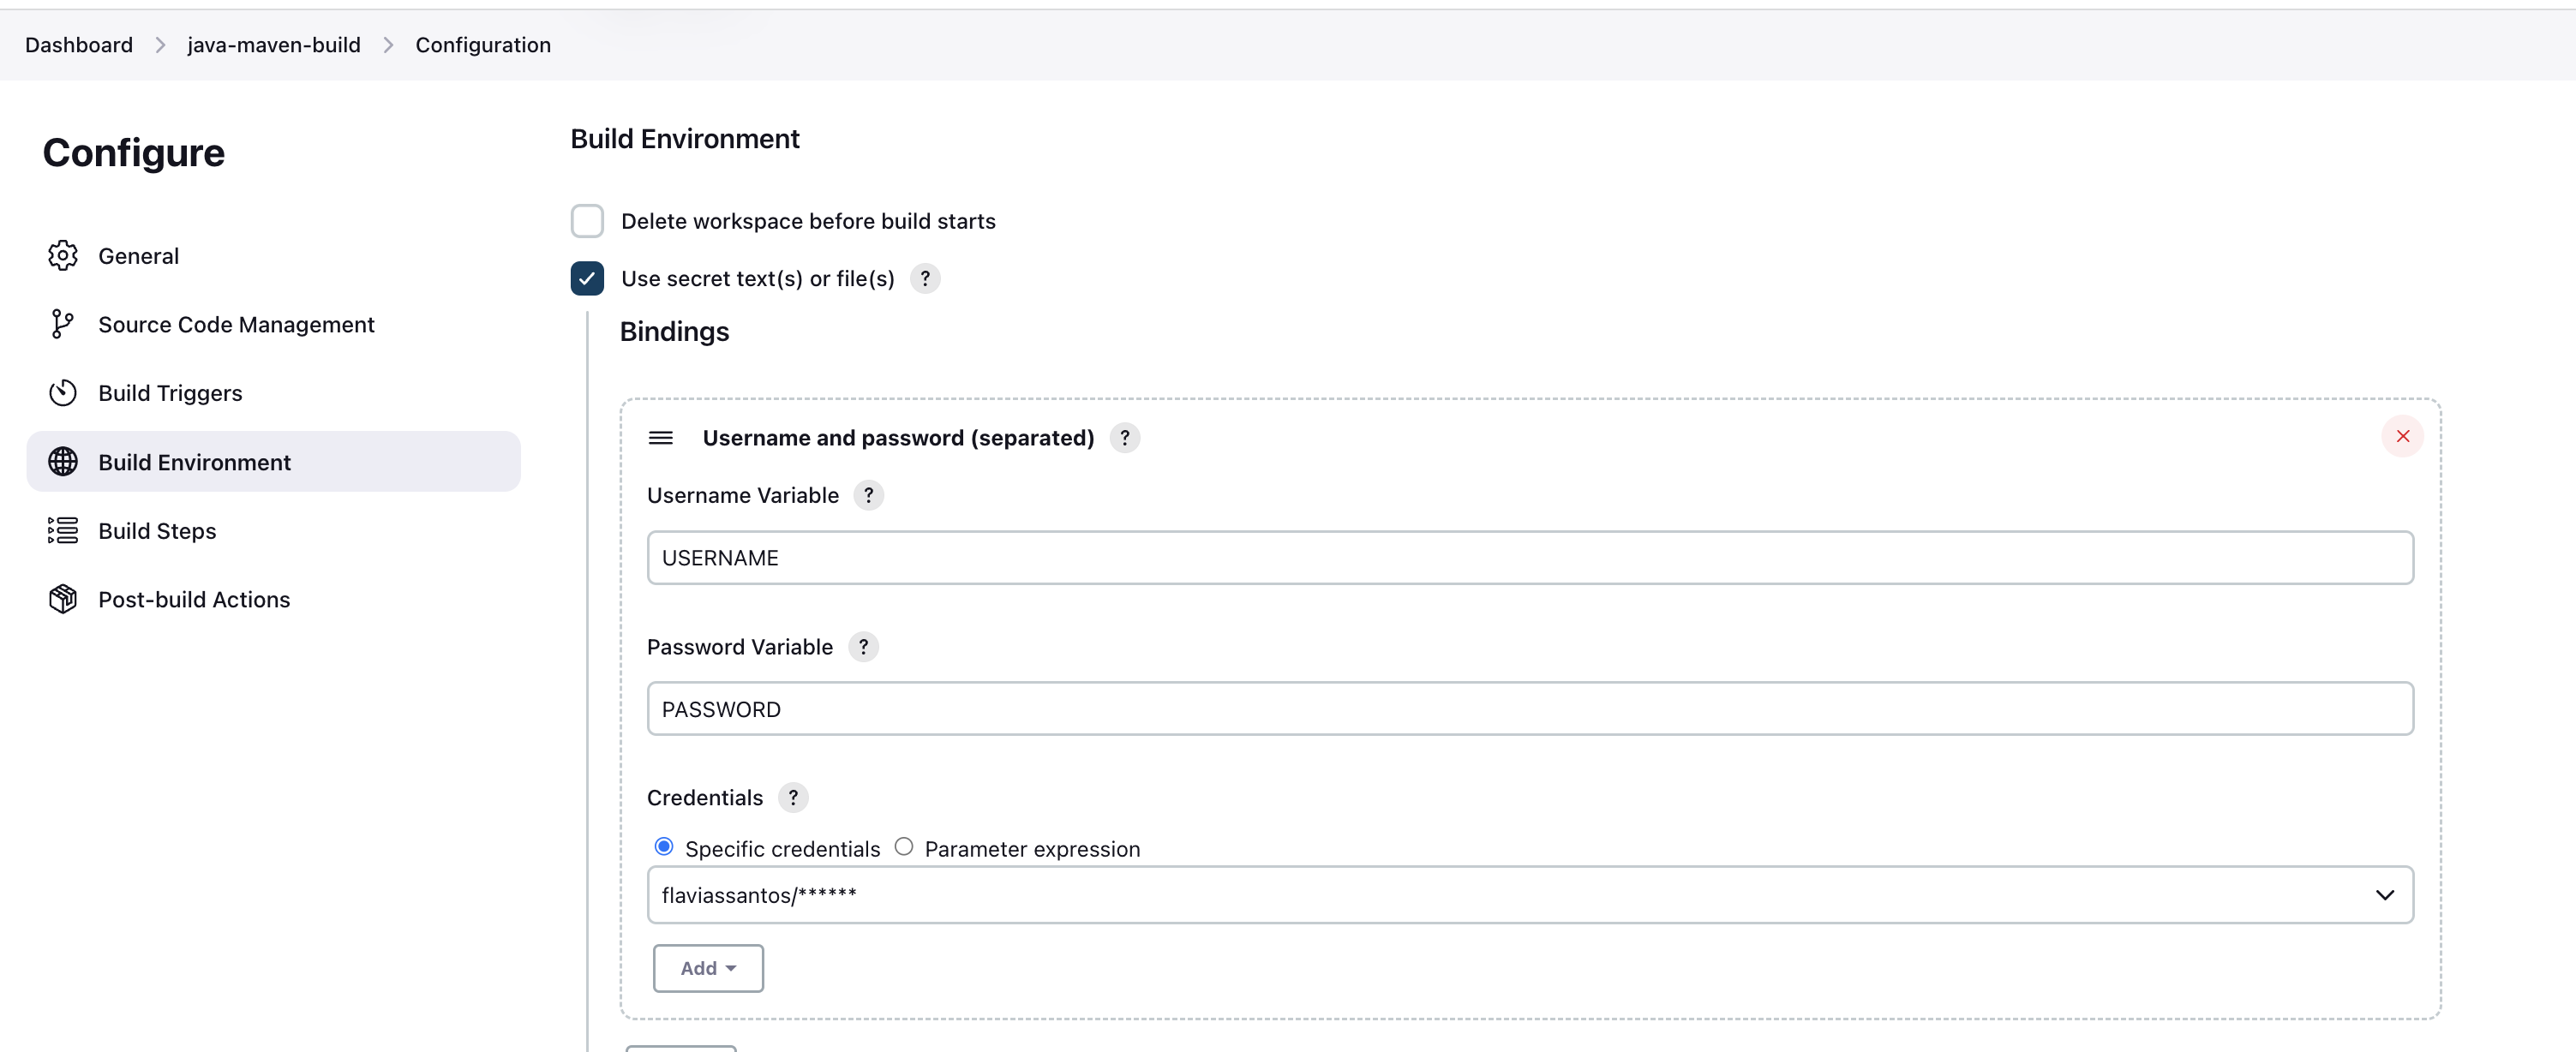 Dashboard > java-maven-build > Configuration
Configure
General
Source Code Management
Build Triggers
Build Environment
Build Steps
Post-build Actions
Build Environment
Delete workspace before build starts
Use secret text(s) or file(s) ?
Bindings
Username and password (separated) ?
Username Variable ?
USERNAME
Password Variable ?
PASSWORD
Credentials ?
Specific credentials Parameter expression
flaviassantos/******
Add